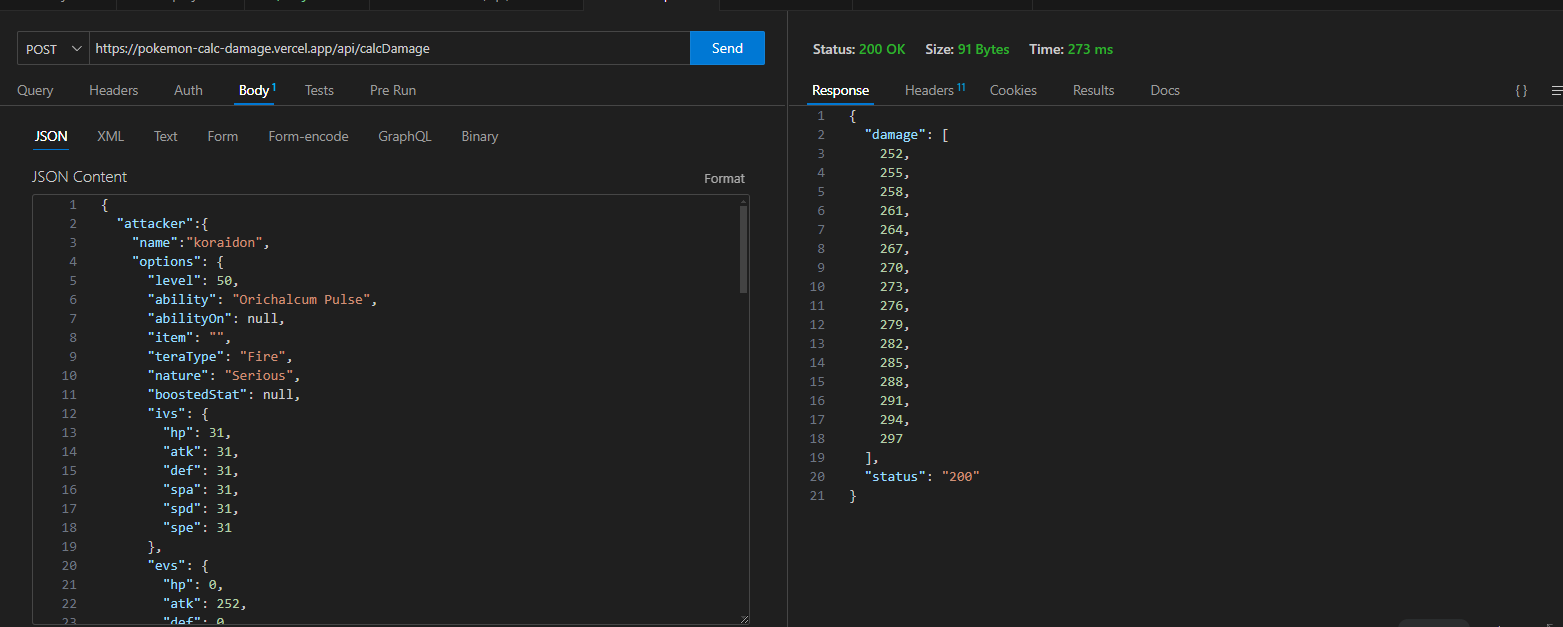 POST https://pokemon-calc-damage.vercel.app/api/calcDamage Send
Query Headers Auth Body 1 Tests Pre Run
JSON XML Text Form Form-encode GraphQL Binary
JSON Content Format
1 {
2 "attacker":{
3 "name":"koraidon",
4 "options": {
5 "level": 50,
6 "ability": "Orichalcum Pulse",
7 "abilityOn": null,
8 "item": "",
9 "teraType": "Fire",
10 "nature": "Serious",
11 "boostedStat": null,
12 "ivs": {
13 "hp": 31,
14 "atk": 31,
15 "def": 31,
16 "spa": 31,
17 "spd": 31,
18 "spe": 31
19 },
20 "evs": {
21 "hp": 0,
22 "atk": 252,
23 "def": 0
Status: 200 OK Size: 91 Bytes Time: 273 ms
Response Headers 11 Cookies Results Docs { }
1 {
2 "damage": [
3 252,
4 255,
5 258,
6 261,
7 264,
8 267,
9 270,
10 273,
11 276,
12 279,
13 282,
14 285,
15 288,
16 291,
17 294,
18 297
19 ],
20 "status": "200"
21 }